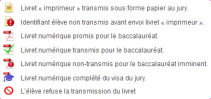 Livret « imprimeur » transmis sous forme papier au jury.
Identifiant élève non transmis avant envoi livret « imprimeur ».
Livret numérique promis pour le baccalauréat.
Livret numérique transmis pour le baccalauréat.
Livret numérique non-transmis pour le baccalauréat imminent.
Livret numérique complété du visa du jury.
L'élève refuse la transmission du livret